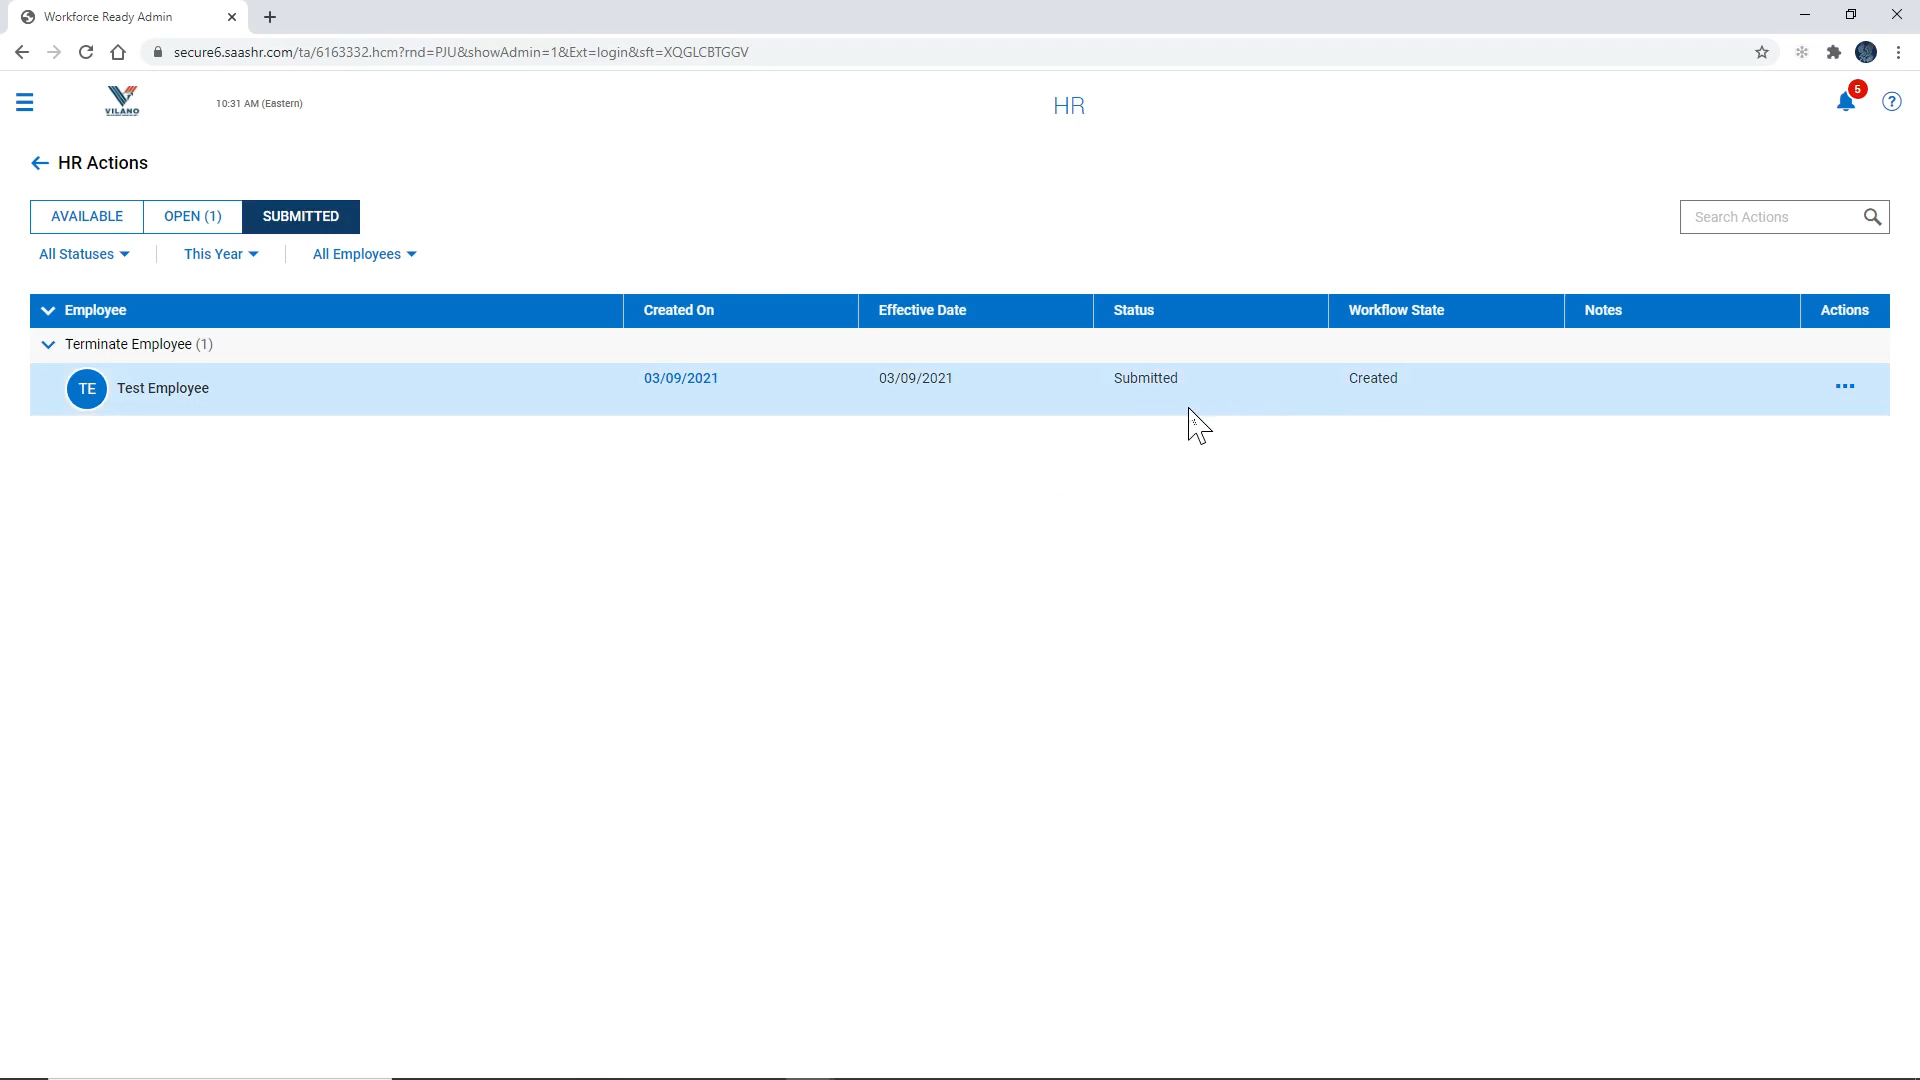 Workforce Ready Admin
secure6.saashr.com/ta/6163332.hcm?rnd=PJU&showAdmin=1&Ext=login&sft=XQGLCBTGGV
VILANO
10:31 AM (Eastern)
HR
5
?
HR Actions
AVAILABLE OPEN (1) SUBMITTED
Search Actions
All Statuses This Year All Employees
Employee Created On Effective Date Status Workflow State Notes Actions
Terminate Employee (1)
TE Test Employee 03/09/2021 03/09/2021 Submitted Created